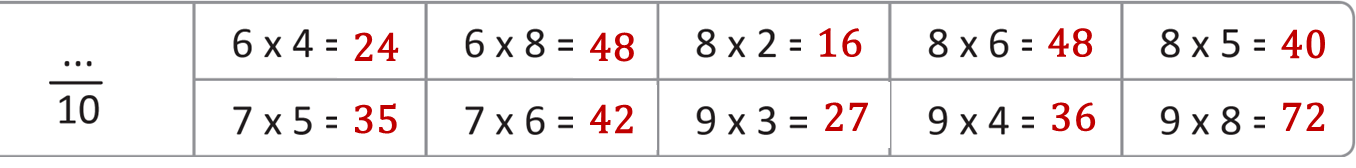 ...
10
6 x 4 = 24 6 x 8 = 48 8 x 2 = 16 8 x 6 = 48 8 x 5 = 40
7 x 5 = 35 7 x 6 = 42 9 x 3 = 27 9 x 4 = 36 9 x 8 = 72